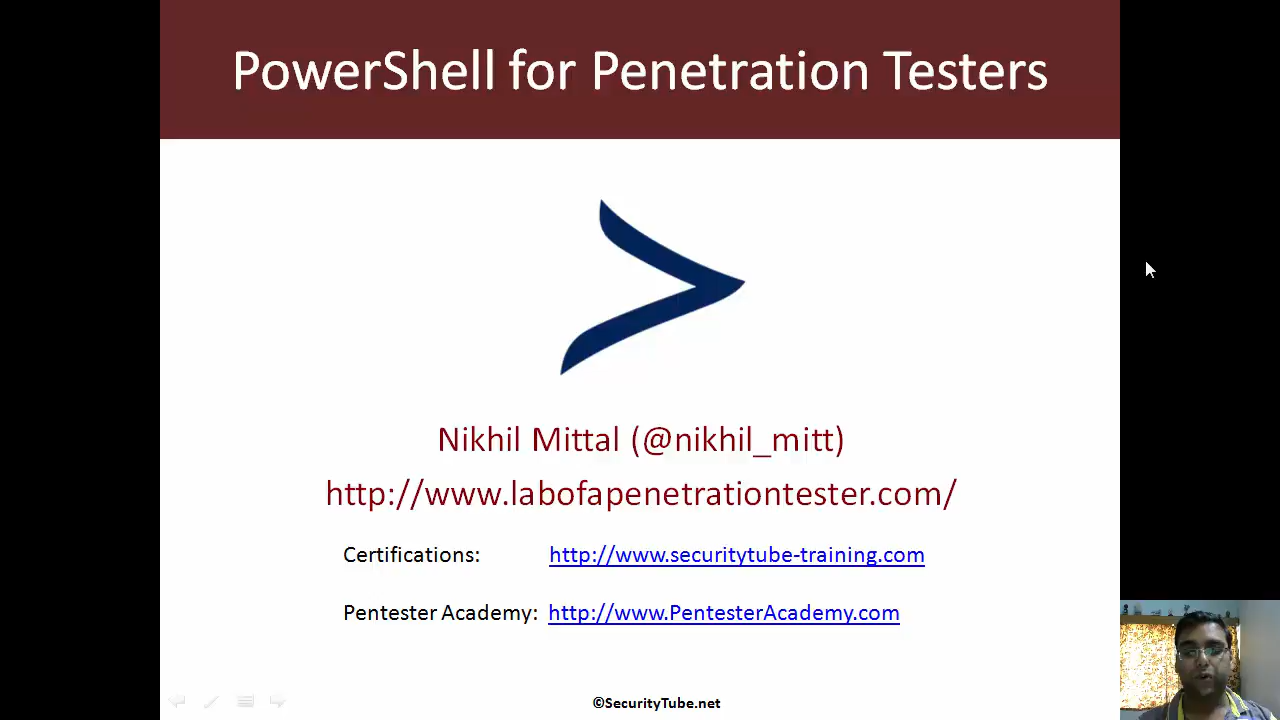 PowerShell for Penetration Testers
Nikhil Mittal (@nikhil_mitt)
http://www.labofapenetrationtester.com/
Certifications: http://www.securitytube-training.com
Pentester Academy: http://www.PentesterAcademy.com
©SecurityTube.net